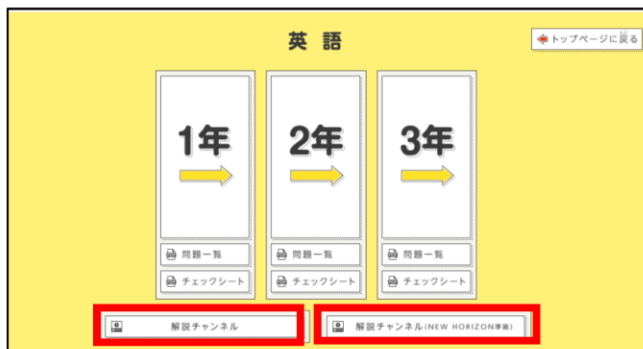 英 語
トップページに戻る
1年
2年
3年
問題一覧
問題一覧
問題一覧
チェックシート
チェックシート
チェックシート
解説チャンネル
解説チャンネル(NEW HORIZON準拠)